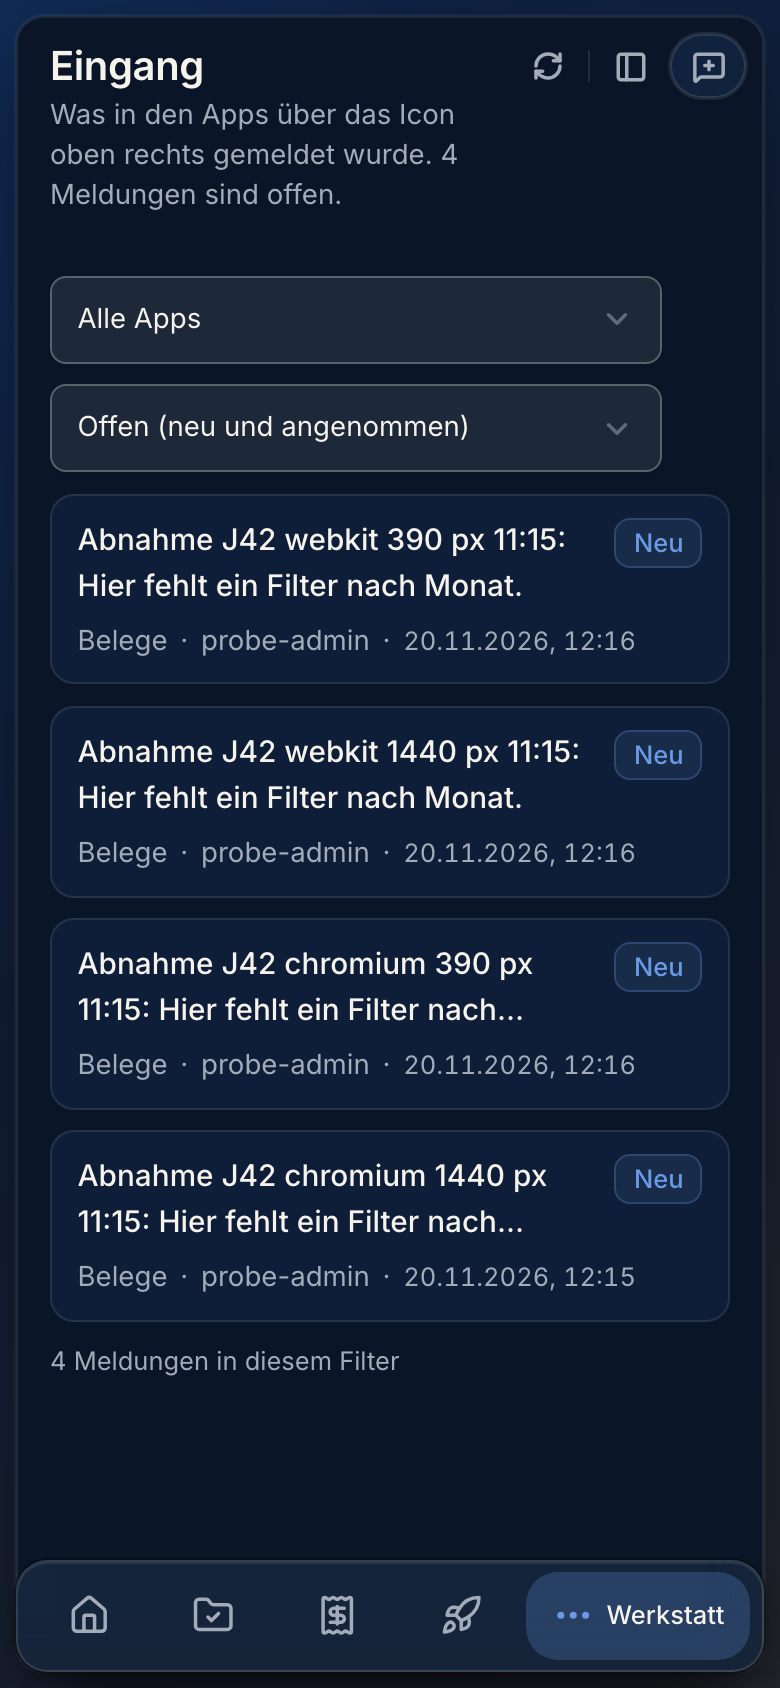 Eingang
Was in den Apps über das Icon
oben rechts gemeldet wurde. 4
Meldungen sind offen.
Alle Apps
Offen (neu und angenommen)
Abnahme J42 webkit 390 px 11:15:
Hier fehlt ein Filter nach Monat.
Neu
Belege · probe-admin · 20.11.2026, 12:16
Abnahme J42 webkit 1440 px 11:15:
Hier fehlt ein Filter nach Monat.
Neu
Belege · probe-admin · 20.11.2026, 12:16
Abnahme J42 chromium 390 px
11:15: Hier fehlt ein Filter nach...
Neu
Belege · probe-admin · 20.11.2026, 12:16
Abnahme J42 chromium 1440 px
11:15: Hier fehlt ein Filter nach...
Neu
Belege · probe-admin · 20.11.2026, 12:15
4 Meldungen in diesem Filter
Werkstatt